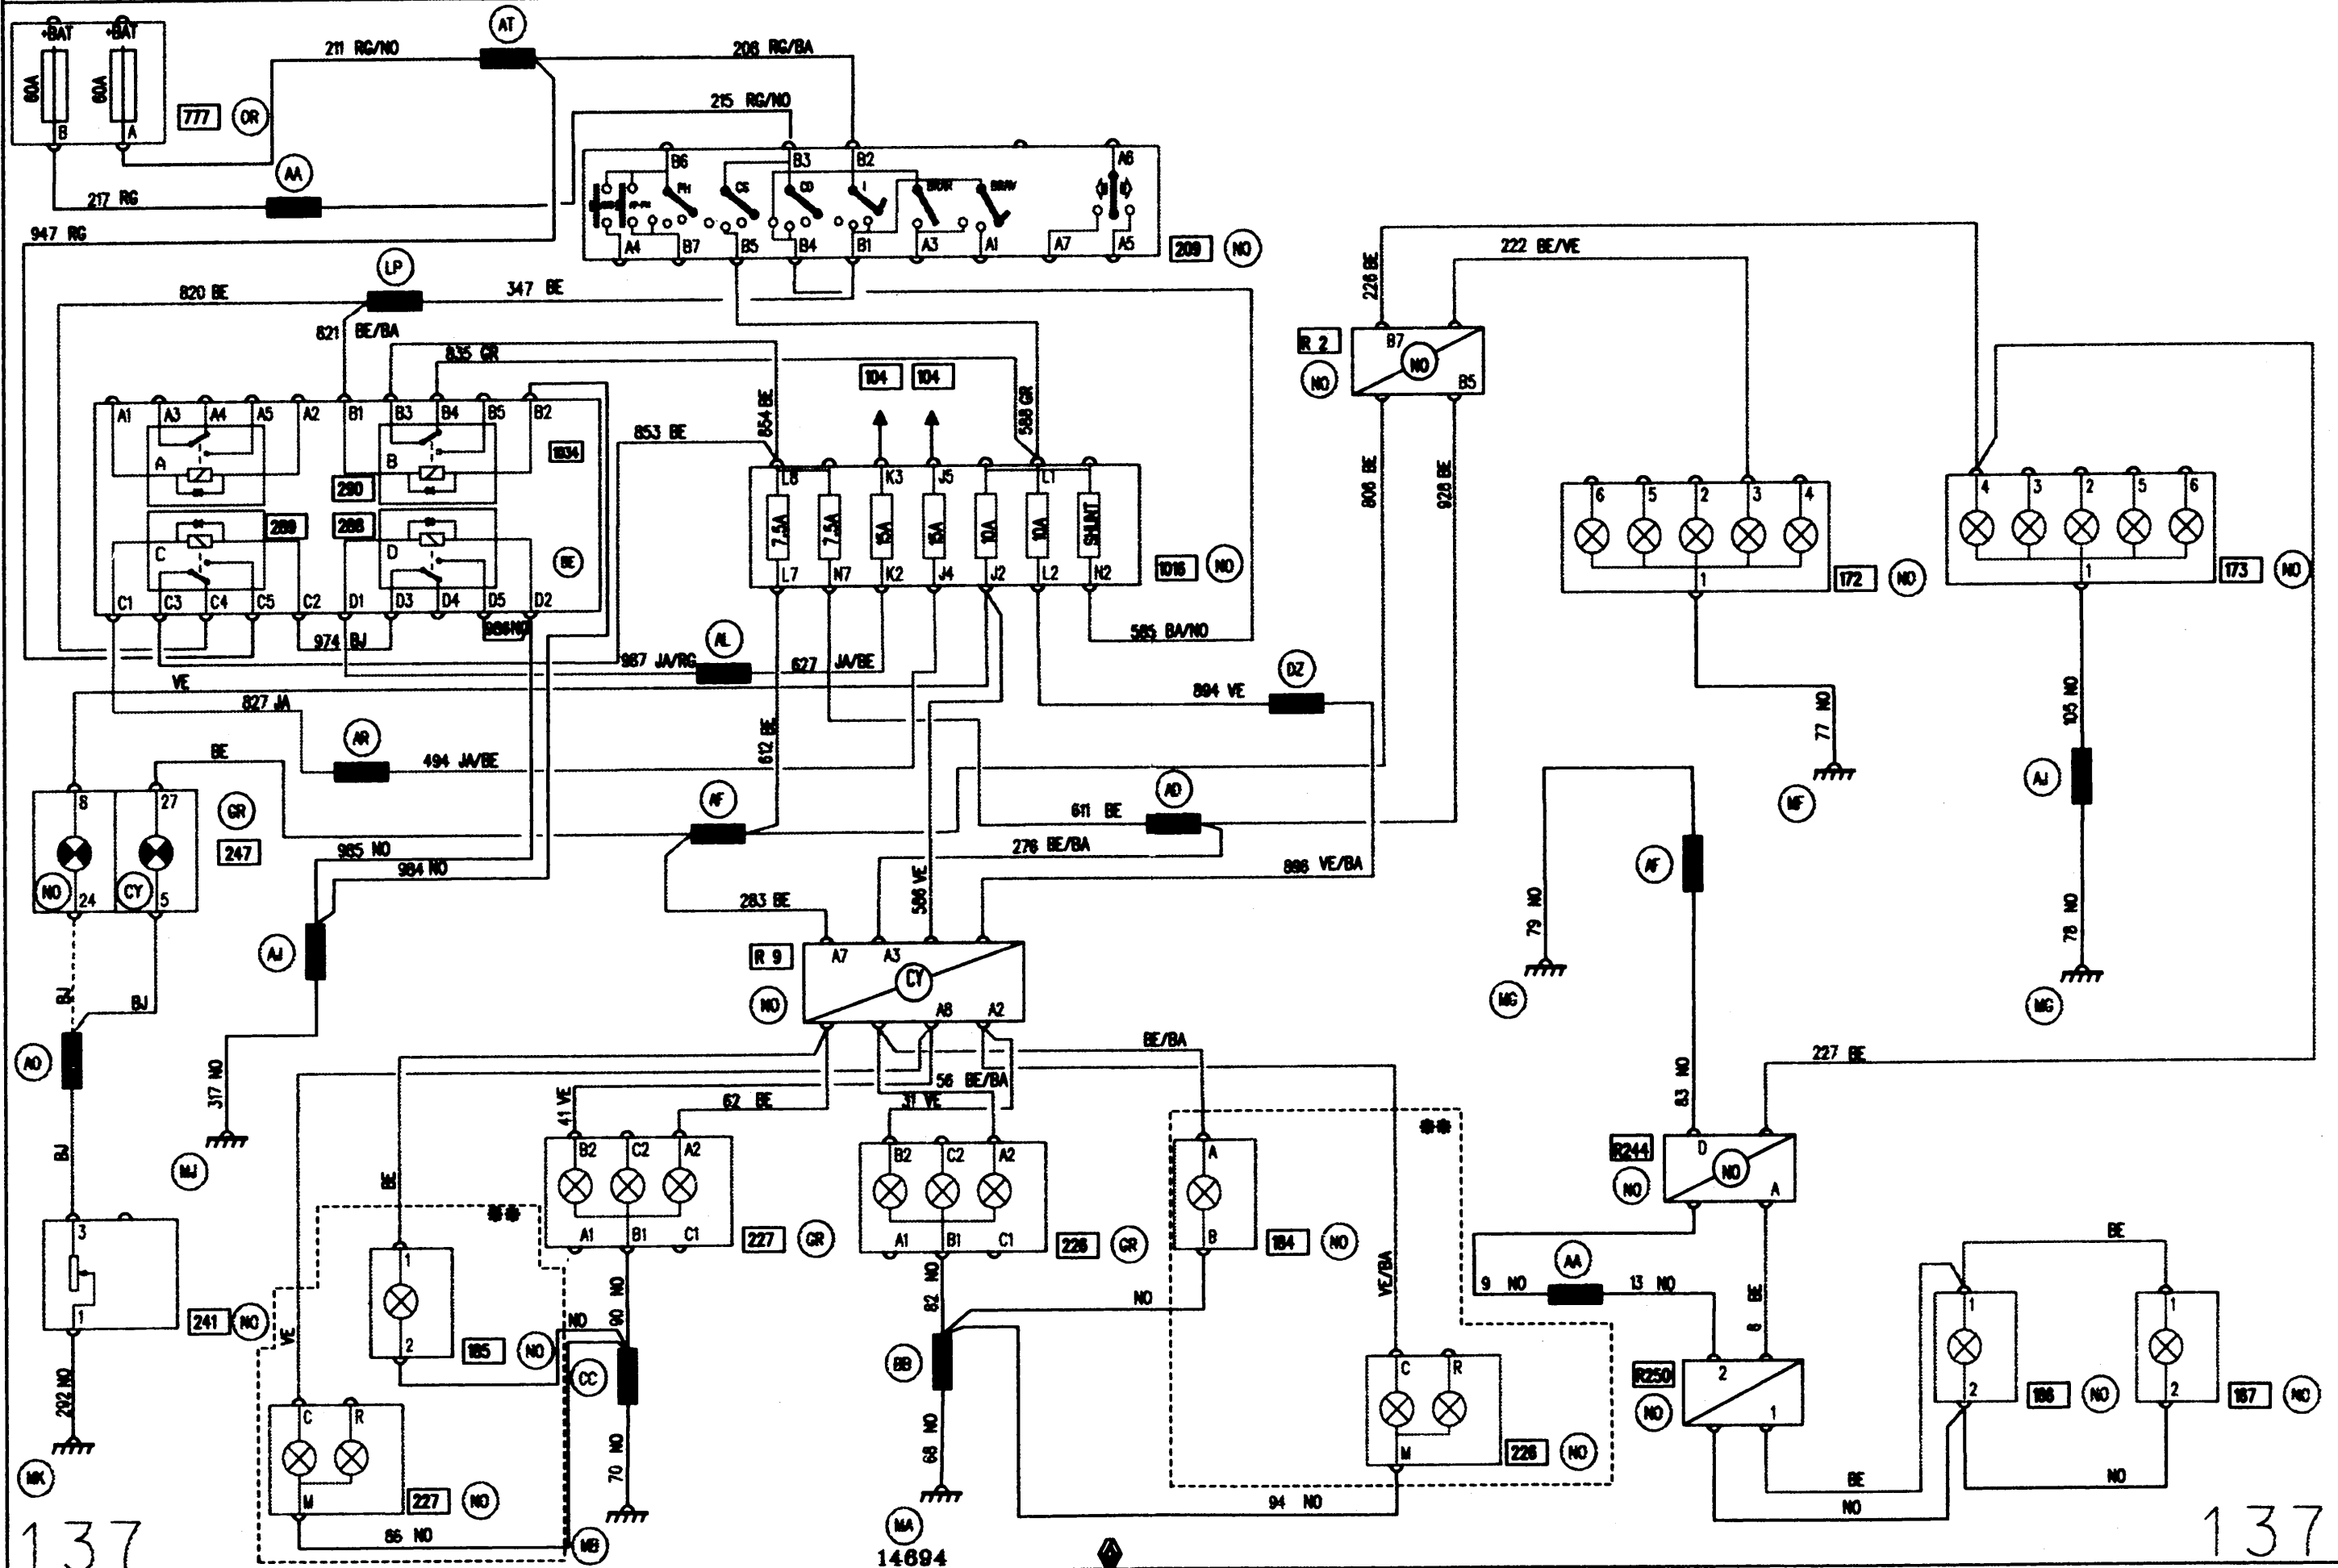 +BAT +BAT
60A 60A
B A
777 OR
211 RG/NO
AT
206 RG/BA
215 RG/NO
AA
217 RG
947 RG
B6 B3 B2 A6
PH CS CO I BRAR BRAV
A4 B7 B5 B4 B1 A3 A1 A7 A5
209 NO
LP
820 BE
347 BE
821 BE/BA
835 GR
854 BE
588 GR
853 BE
104 104
A1 A3 A4 A5 A2 B1 B3 B4 B5 B2
A B
1034
290
289 288
C D
BE
C1 C3 C4 C5 C2 D1 D3 D4 D5 D2
986 NO
974 BJ
L8 K3 J5 L1
7.5A 7.5A 15A 15A 10A 10A SHUNT
L7 N7 K2 J4 J2 L2 N2
1016 NO
585 BA/NO
987 JA/RG
AL
627 JA/BE
VE
827 JA
AR
494 JA/BE
612 BE
894 VE
DZ
226 BE
222 BE/VE
R 2
NO
B7
NO
B5
806 BE
928 BE
6 5 2 3 4
1
172 NO
4 3 2 5 6
1
173 NO
77 NO
MF
105 NO
AJ
78 NO
MG
BE
8 27
NO CY
24 5
GR
247
AF
611 BE
AD
276 BE/BA
896 VE/BA
985 NO
984 NO
283 BE
586 VE
AJ
317 NO
MJ
R 9
NO
A7 A3
CY
A8 A2
AF
79 NO
MG
83 NO
BJ
BJ
AO
BJ
3
1
241 NO
292 NO
MK
BE/BA
56 BE/BA
41 VE
62 BE
31 VE
BE
B2 C2 A2
A1 B1 C1
227 GR
B2 C2 A2
A1 B1 C1
226 GR
**
1
2
185 NO
NO
90 NO
CC
70 NO
MB
VE
C R
M
227 NO
86 NO
82 NO
BB
68 NO
MA
14694
**
A
B
184 NO
NO
VE/BA
C R
M
226 NO
94 NO
227 BE
R244
NO
D
NO
A
AA
9 NO
13 NO
8 BE
R250
NO
2
1
BE
1
2
186 NO
1
2
187 NO
BE
NO
NO
137
137